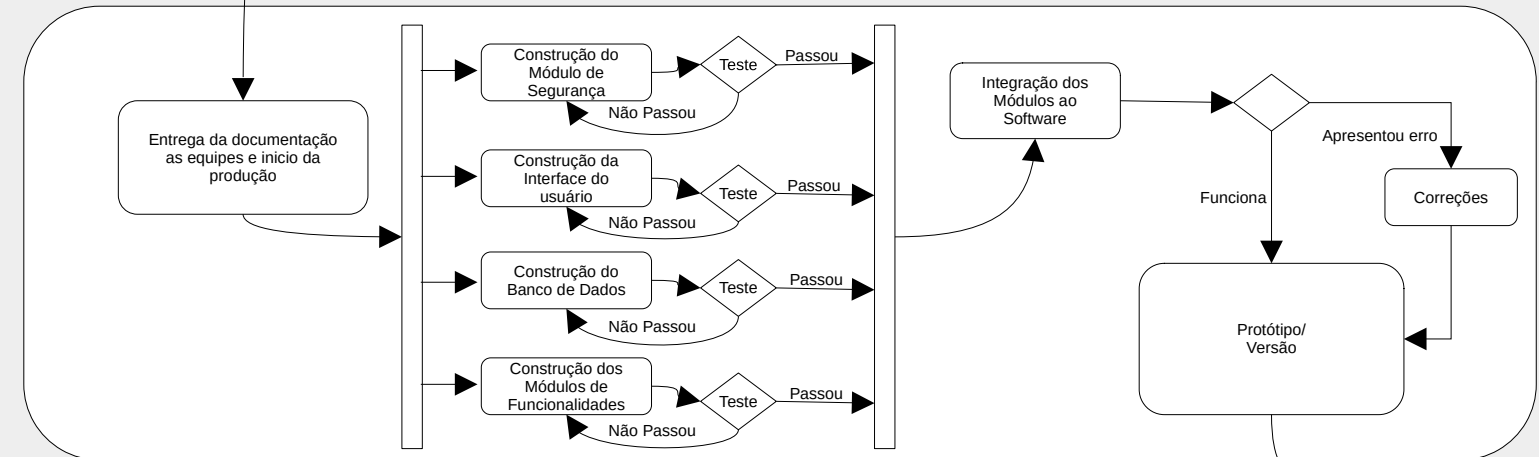 Entrega da documentação
as equipes e inicio da
produção
Construção do
Módulo de
Segurança
Teste
Passou
Não Passou
Construção da
Interface do
usuário
Teste
Passou
Não Passou
Construção do
Banco de Dados
Teste
Passou
Não Passou
Construção dos
Módulos de
Funcionalidades
Teste
Passou
Não Passou
Integração dos
Módulos ao
Software
Apresentou erro
Funciona
Correções
Protótipo/
Versão